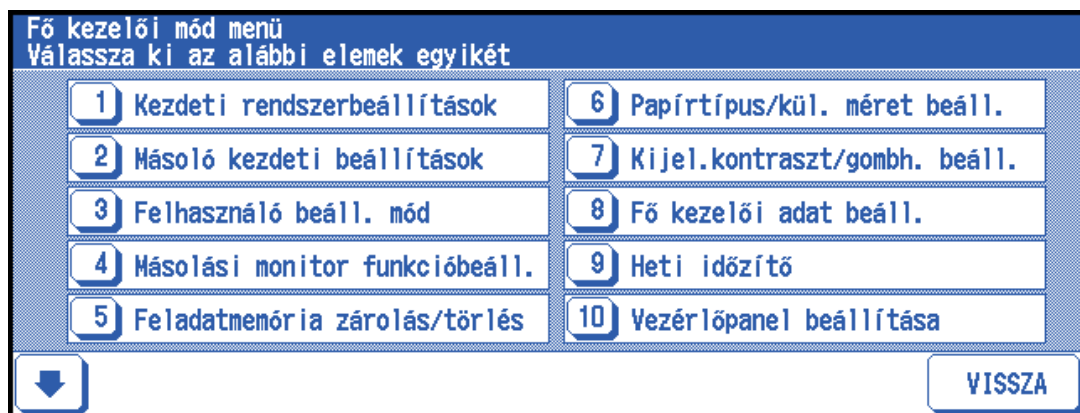 Fő kezelői mód menü
Válassza ki az alábbi elemek egyikét
1 Kezdeti rendszerbeállítások
2 Másoló kezdeti beállítások
3 Felhasználó beáll. mód
4 Másolási monitor funkcióbeáll.
5 Feladatmemória zárolás/törlés
6 Papírtípus/kül. méret beáll.
7 Kijel.kontraszt/gombh. beáll.
8 Fő kezelői adat beáll.
9 Heti időzítő
10 Vezérlőpanel beállítása
VISSZA